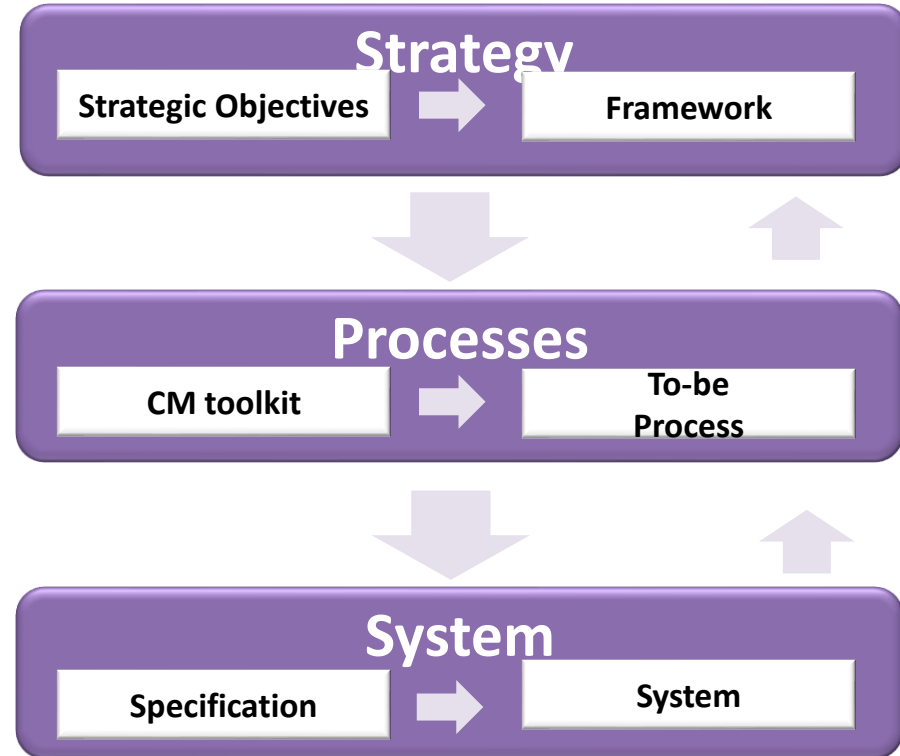 Strategy
Strategic Objectives
Framework
Processes
CM toolkit
To-be
Process
System
Specification
System